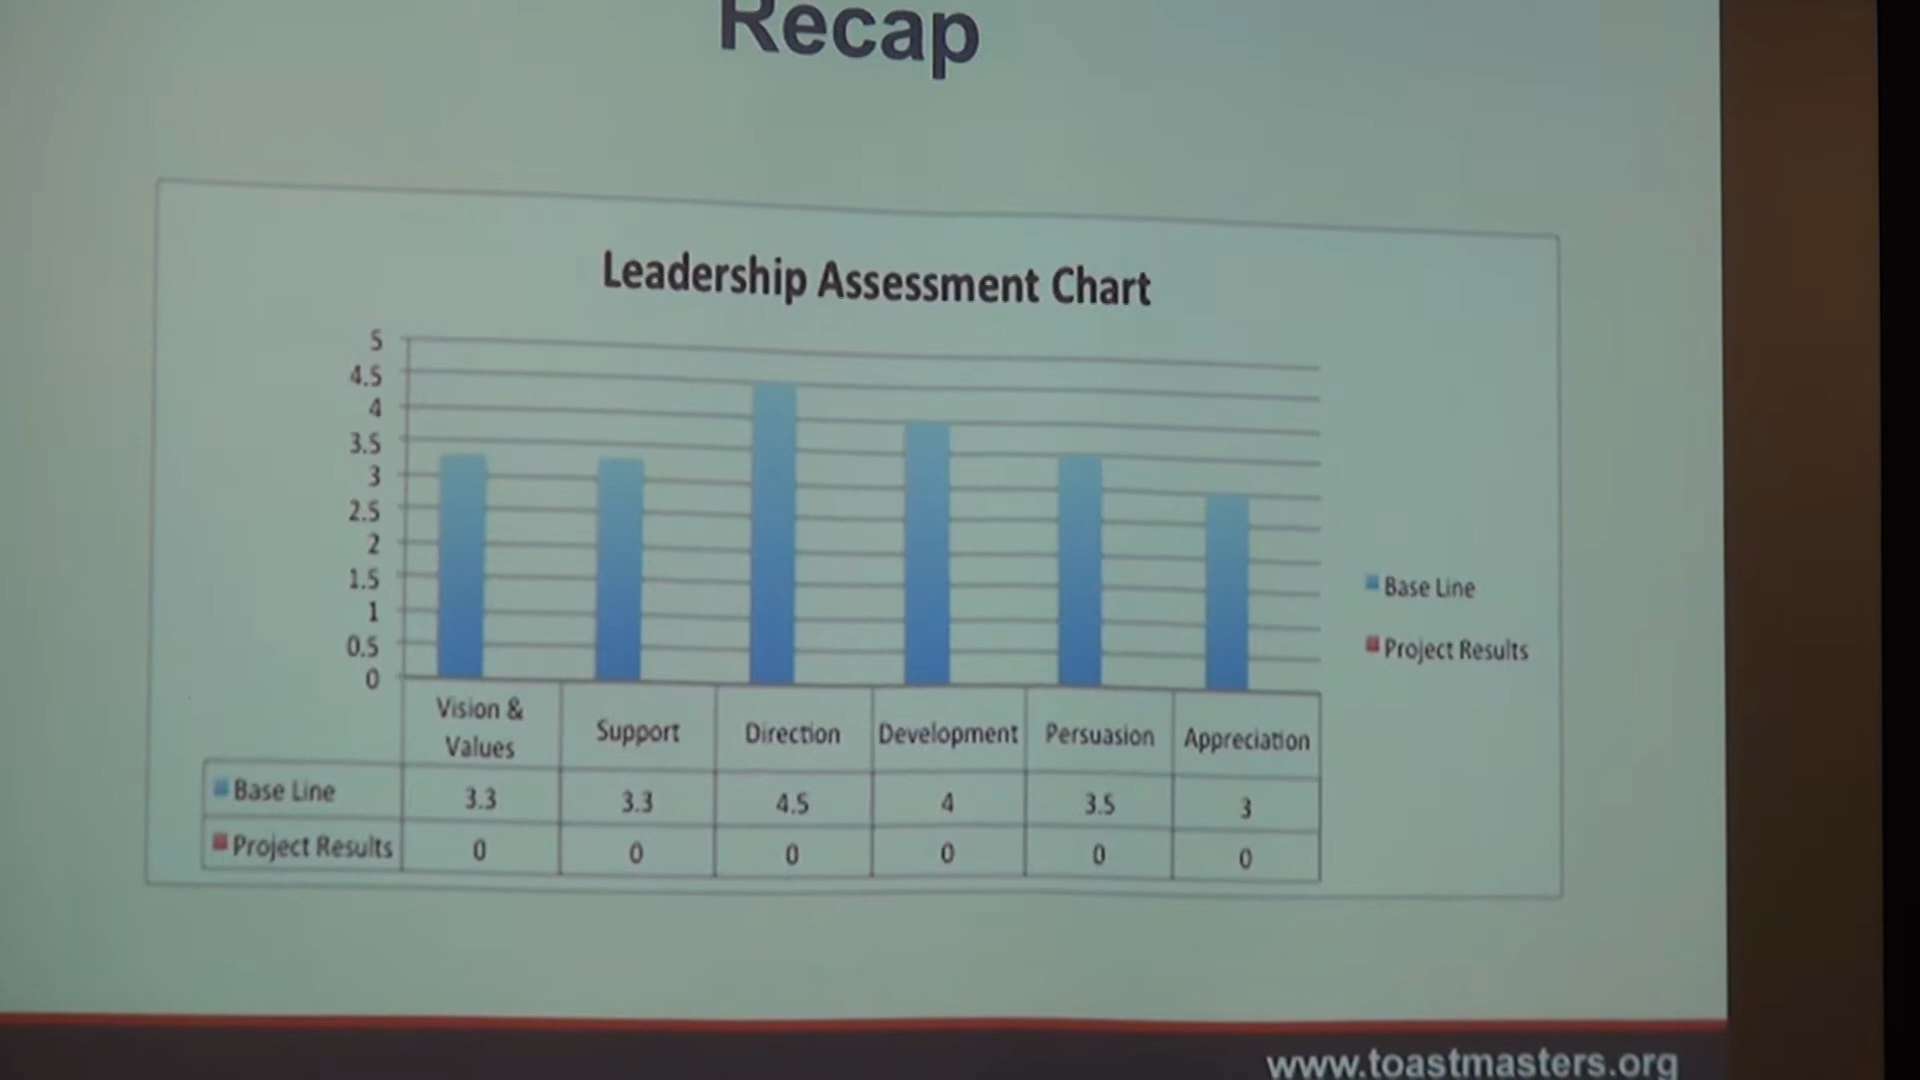 Recap
Leadership Assessment Chart
5
4.5
4
3.5
3
2.5
2
1.5
1
0.5
0
Vision & Values
Support
Direction
Development
Persuasion
Appreciation
Base Line 3.3 3.3 4.5 4 3.5 3
Project Results 0 0 0 0 0 0
Base Line
Project Results
www.toastmasters.org